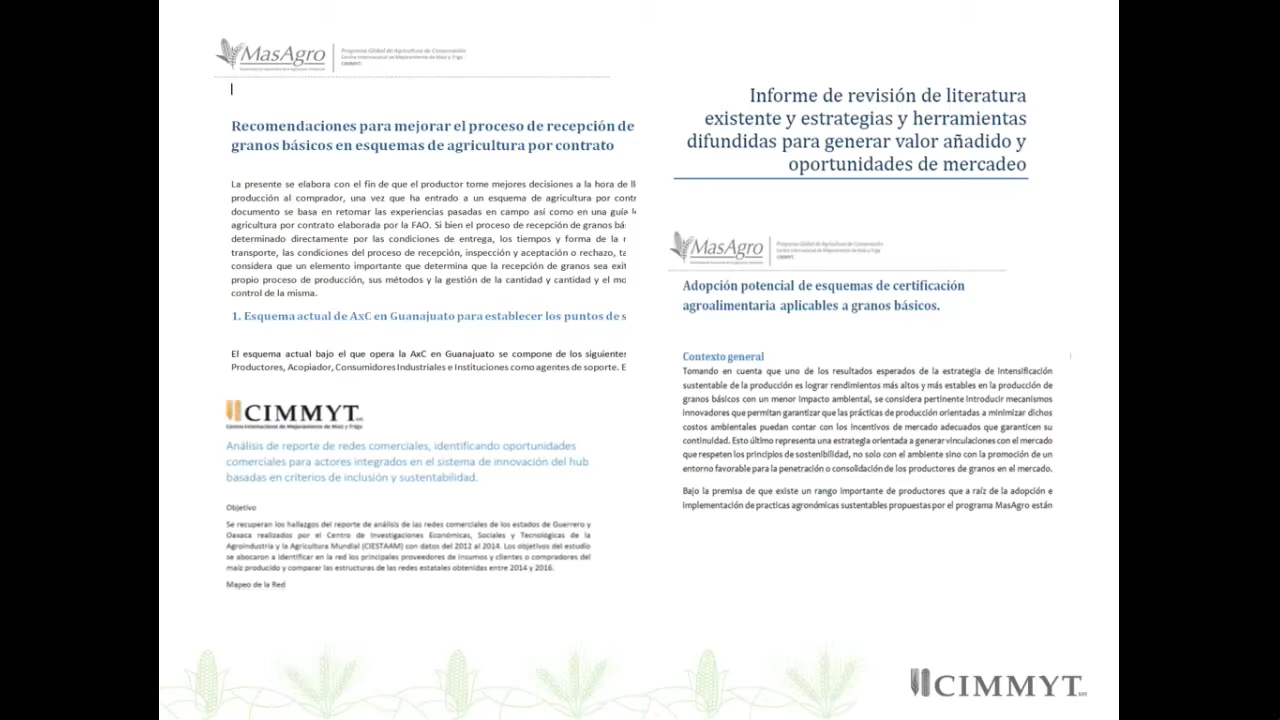 MasAgro
Programa Global de Agricultura de Conservación
Centro Internacional de Mejoramiento de Maíz y Trigo
CIMMYT.
Recomendaciones para mejorar el proceso de recepción de
granos básicos en esquemas de agricultura por contrato
La presente se elabora con el fin de que el productor tome mejores decisiones a la hora de
producción al comprador, una vez que ha entrado a un esquema de agricultura por
documento se basa en retomar las experiencias pasadas en campo así como en una guía
agricultura por contrato elaborada por la FAO. Si bien el proceso de recepción de granos
determinado directamente por las condiciones de entrega, los tiempos y forma de la
transporte, las condiciones del proceso de recepción, inspección y aceptación o rechazo,
considera que un elemento importante que determina que la recepción de granos sea
propio proceso de producción, sus métodos y la gestión de la cantidad y cantidad y el
control de la misma.
1. Esquema actual de AxC en Guanajuato para establecer los puntos de
El esquema actual bajo el que opera la AxC en Guanajuato se compone de los siguientes
Productores, Acopiador, Consumidores Industriales e Instituciones como agentes de soporte. E
CIMMYT
Centro Internacional de Mejoramiento de Maíz y Trigo
Análisis de reporte de redes comerciales, identificando oportunidades
comerciales para actores integrados en el sistema de innovación del hub
basadas en criterios de inclusión y sustentabilidad.
Objetivo
Se recuperan los hallazgos del reporte de análisis de las redes comerciales de los estados de Guerrero y
Oaxaca realizados por el Centro de Investigaciones Económicas, Sociales y Tecnológicas de la
Agroindustria y la Agricultura Mundial (CIESTAAM) con datos del 2012 al 2014. Los objetivos del estudio
se abocaron a identificar en la red los principales proveedores de insumos y clientes o compradores del
maíz producido y comparar las estructuras de las redes estatales obtenidas entre 2014 y 2016.
Mapeo de la Red
Informe de revisión de literatura
existente y estrategias y herramientas
difundidas para generar valor añadido y
oportunidades de mercadeo
MasAgro
Programa Global de Agricultura de Conservación
Centro Internacional de Mejoramiento de Maíz y Trigo
CIMMYT.
Adopción potencial de esquemas de certificación
agroalimentaria aplicables a granos básicos.
Contexto general
Tomando en cuenta que uno de los resultados esperados de la estrategia de Intensificación
sustentable de la producción es lograr rendimientos más altos y más estables en la producción de
granos básicos con un menor impacto ambiental, se considera pertinente introducir mecanismos
innovadores que permitan garantizar que las prácticas de producción orientadas a minimizar dichos
costos ambientales puedan contar con los incentivos de mercado adecuados que garanticen su
continuidad. Esto último representa una estrategia orientada a generar vinculaciones con el mercado
que respeten los principios de sostenibilidad, no solo con el ambiente sino con la promoción de un
entorno favorable para la penetración o consolidación de los productores de granos en el mercado.
Bajo la premisa de que existe un rango importante de productores que a raíz de la adopción e
implementación de practicas agronómicas sustentables propuestas por el programa MasAgro están
CIMMYT